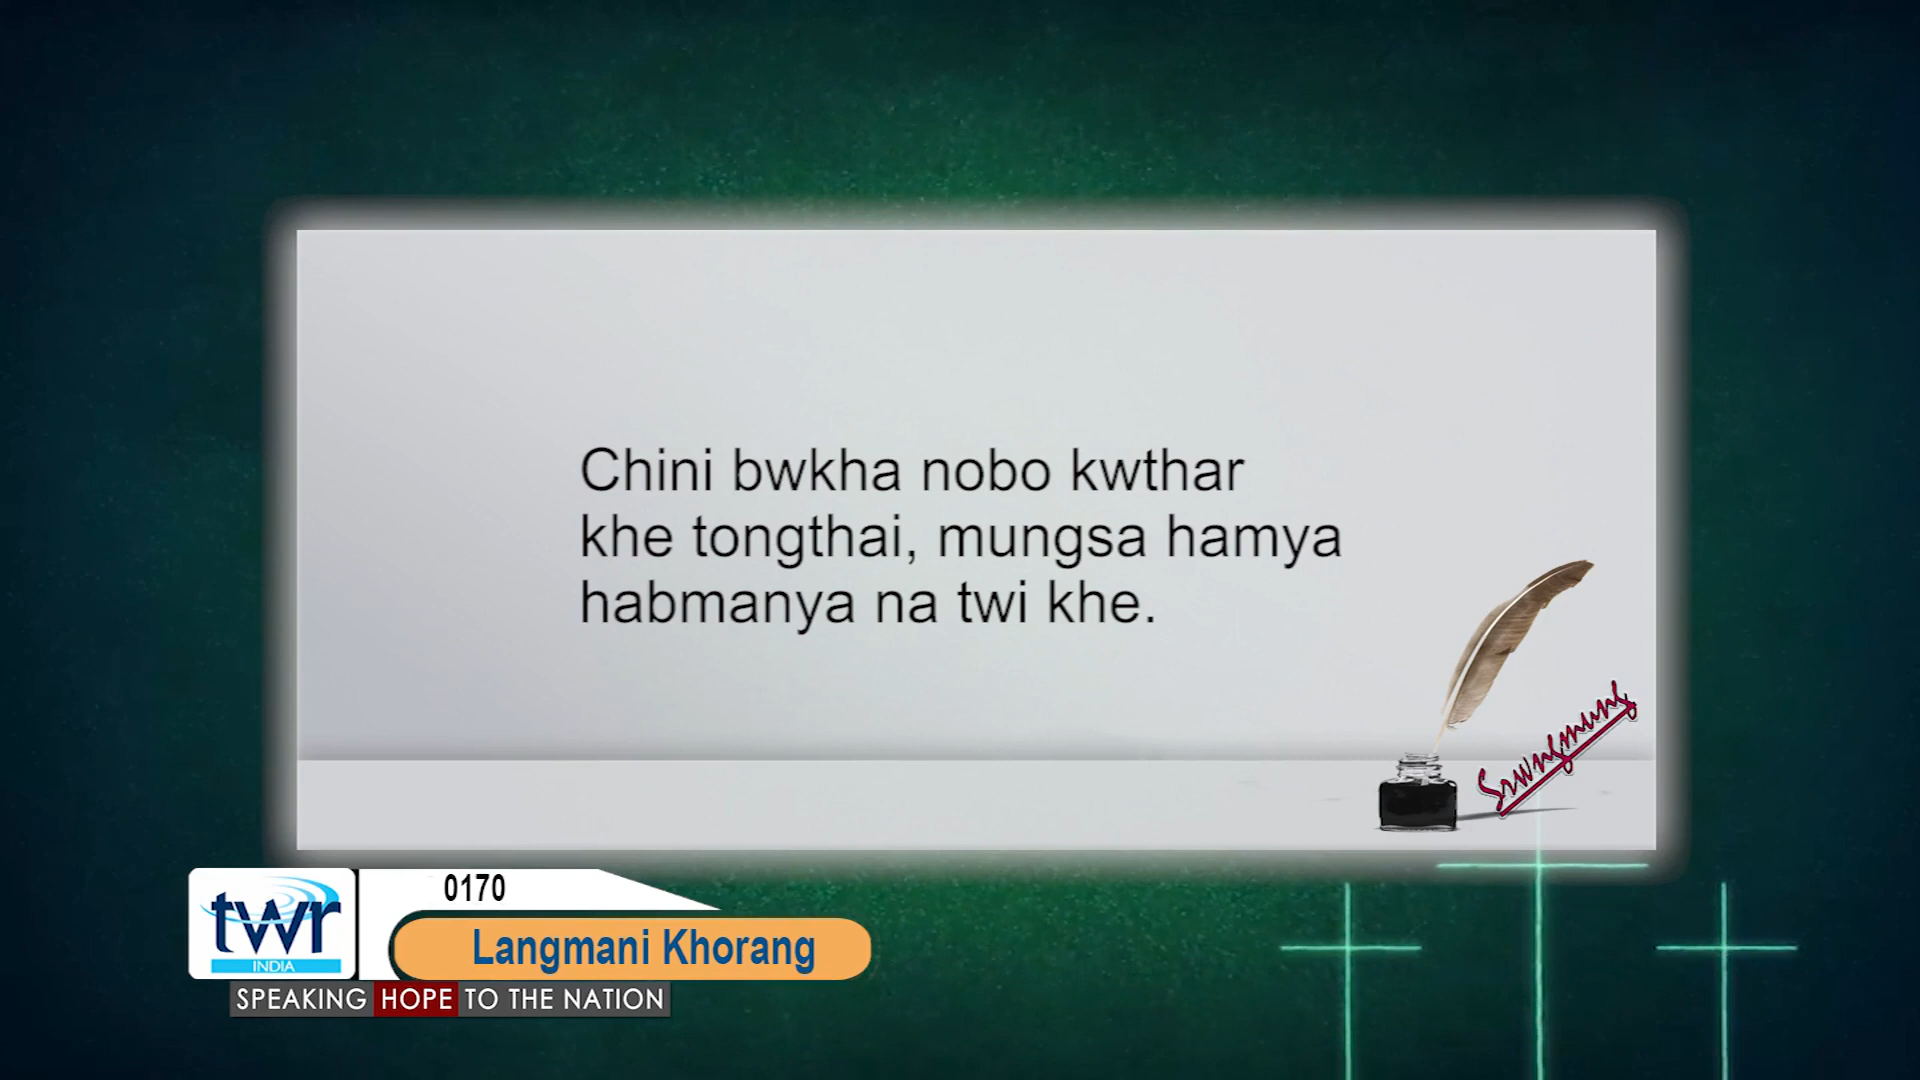 Chini bwkha nobo kwthar
khe tongthai, mungsa hamya
habmanya na twi khe.
Srwngmung
twr
INDIA
0170
Langmani Khorang
SPEAKING HOPE TO THE NATION